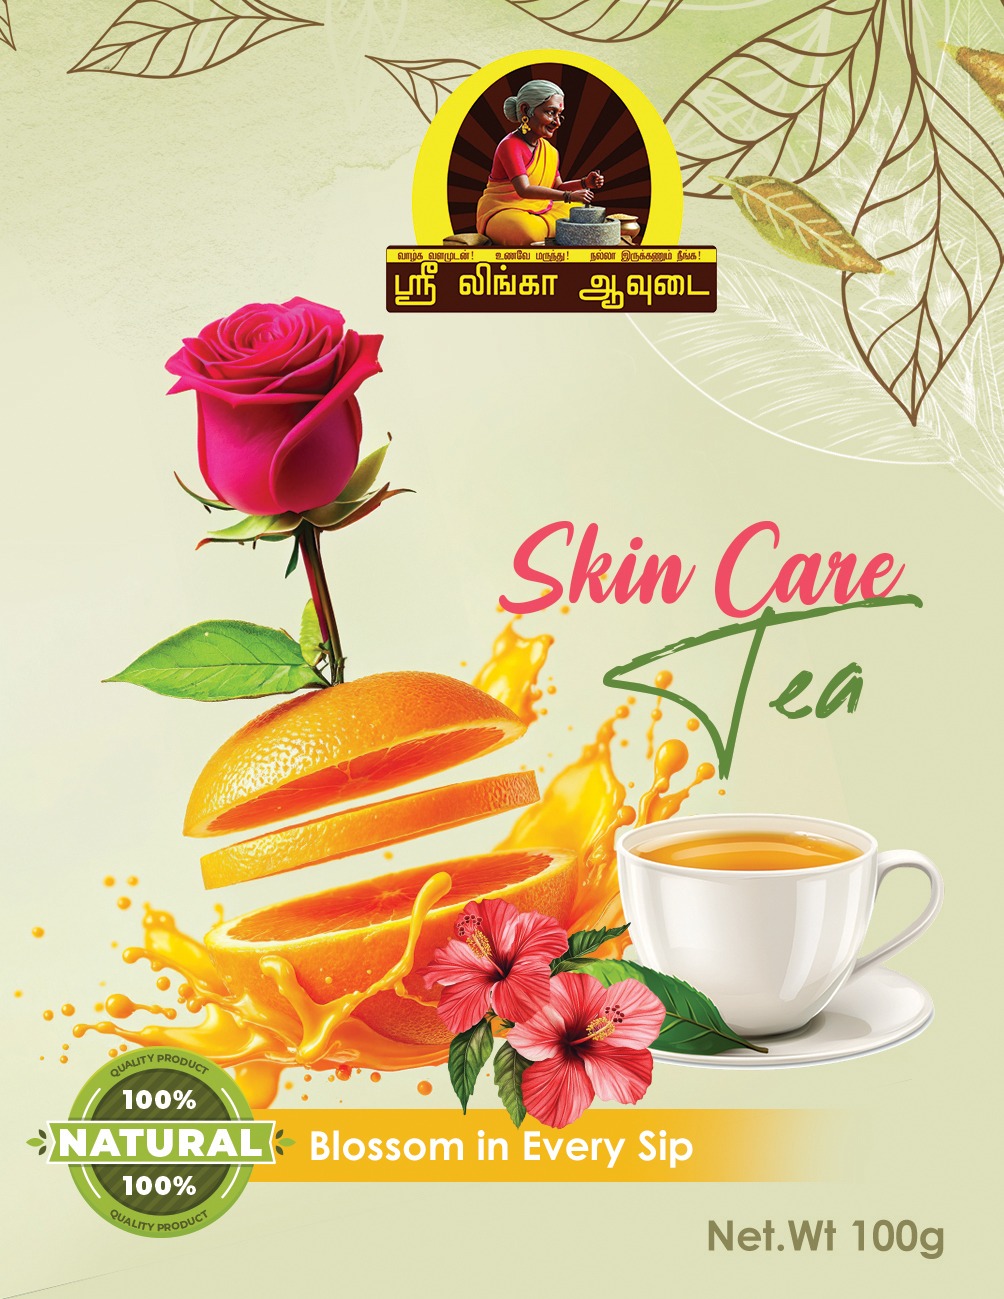 வாழ்க வளமுடன்! உணவே மருந்து! நல்லா இருக்கணும் நீங்க!
ஸ்ரீ லிங்கா ஆவுடை
Skin Care
Tea
QUALITY PRODUCT
100%
NATURAL
100%
QUALITY PRODUCT
Blossom in Every Sip
Net.Wt 100g